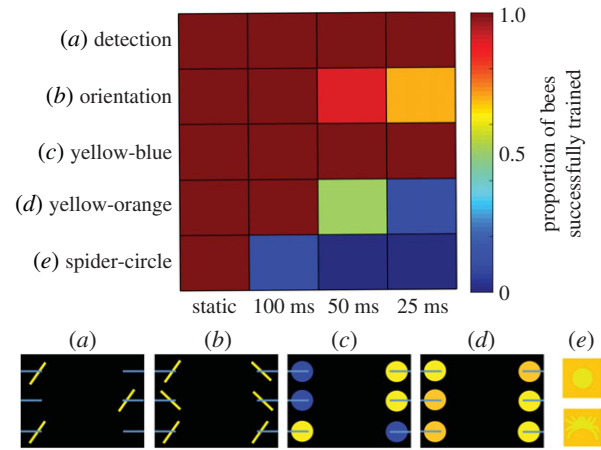 (a) detection
(b) orientation
(c) yellow-blue
(d) yellow-orange
(e) spider-circle
static 100 ms 50 ms 25 ms
1.0
0.5
0
proportion of bees
successfully trained
(a) (b) (c) (d) (e)